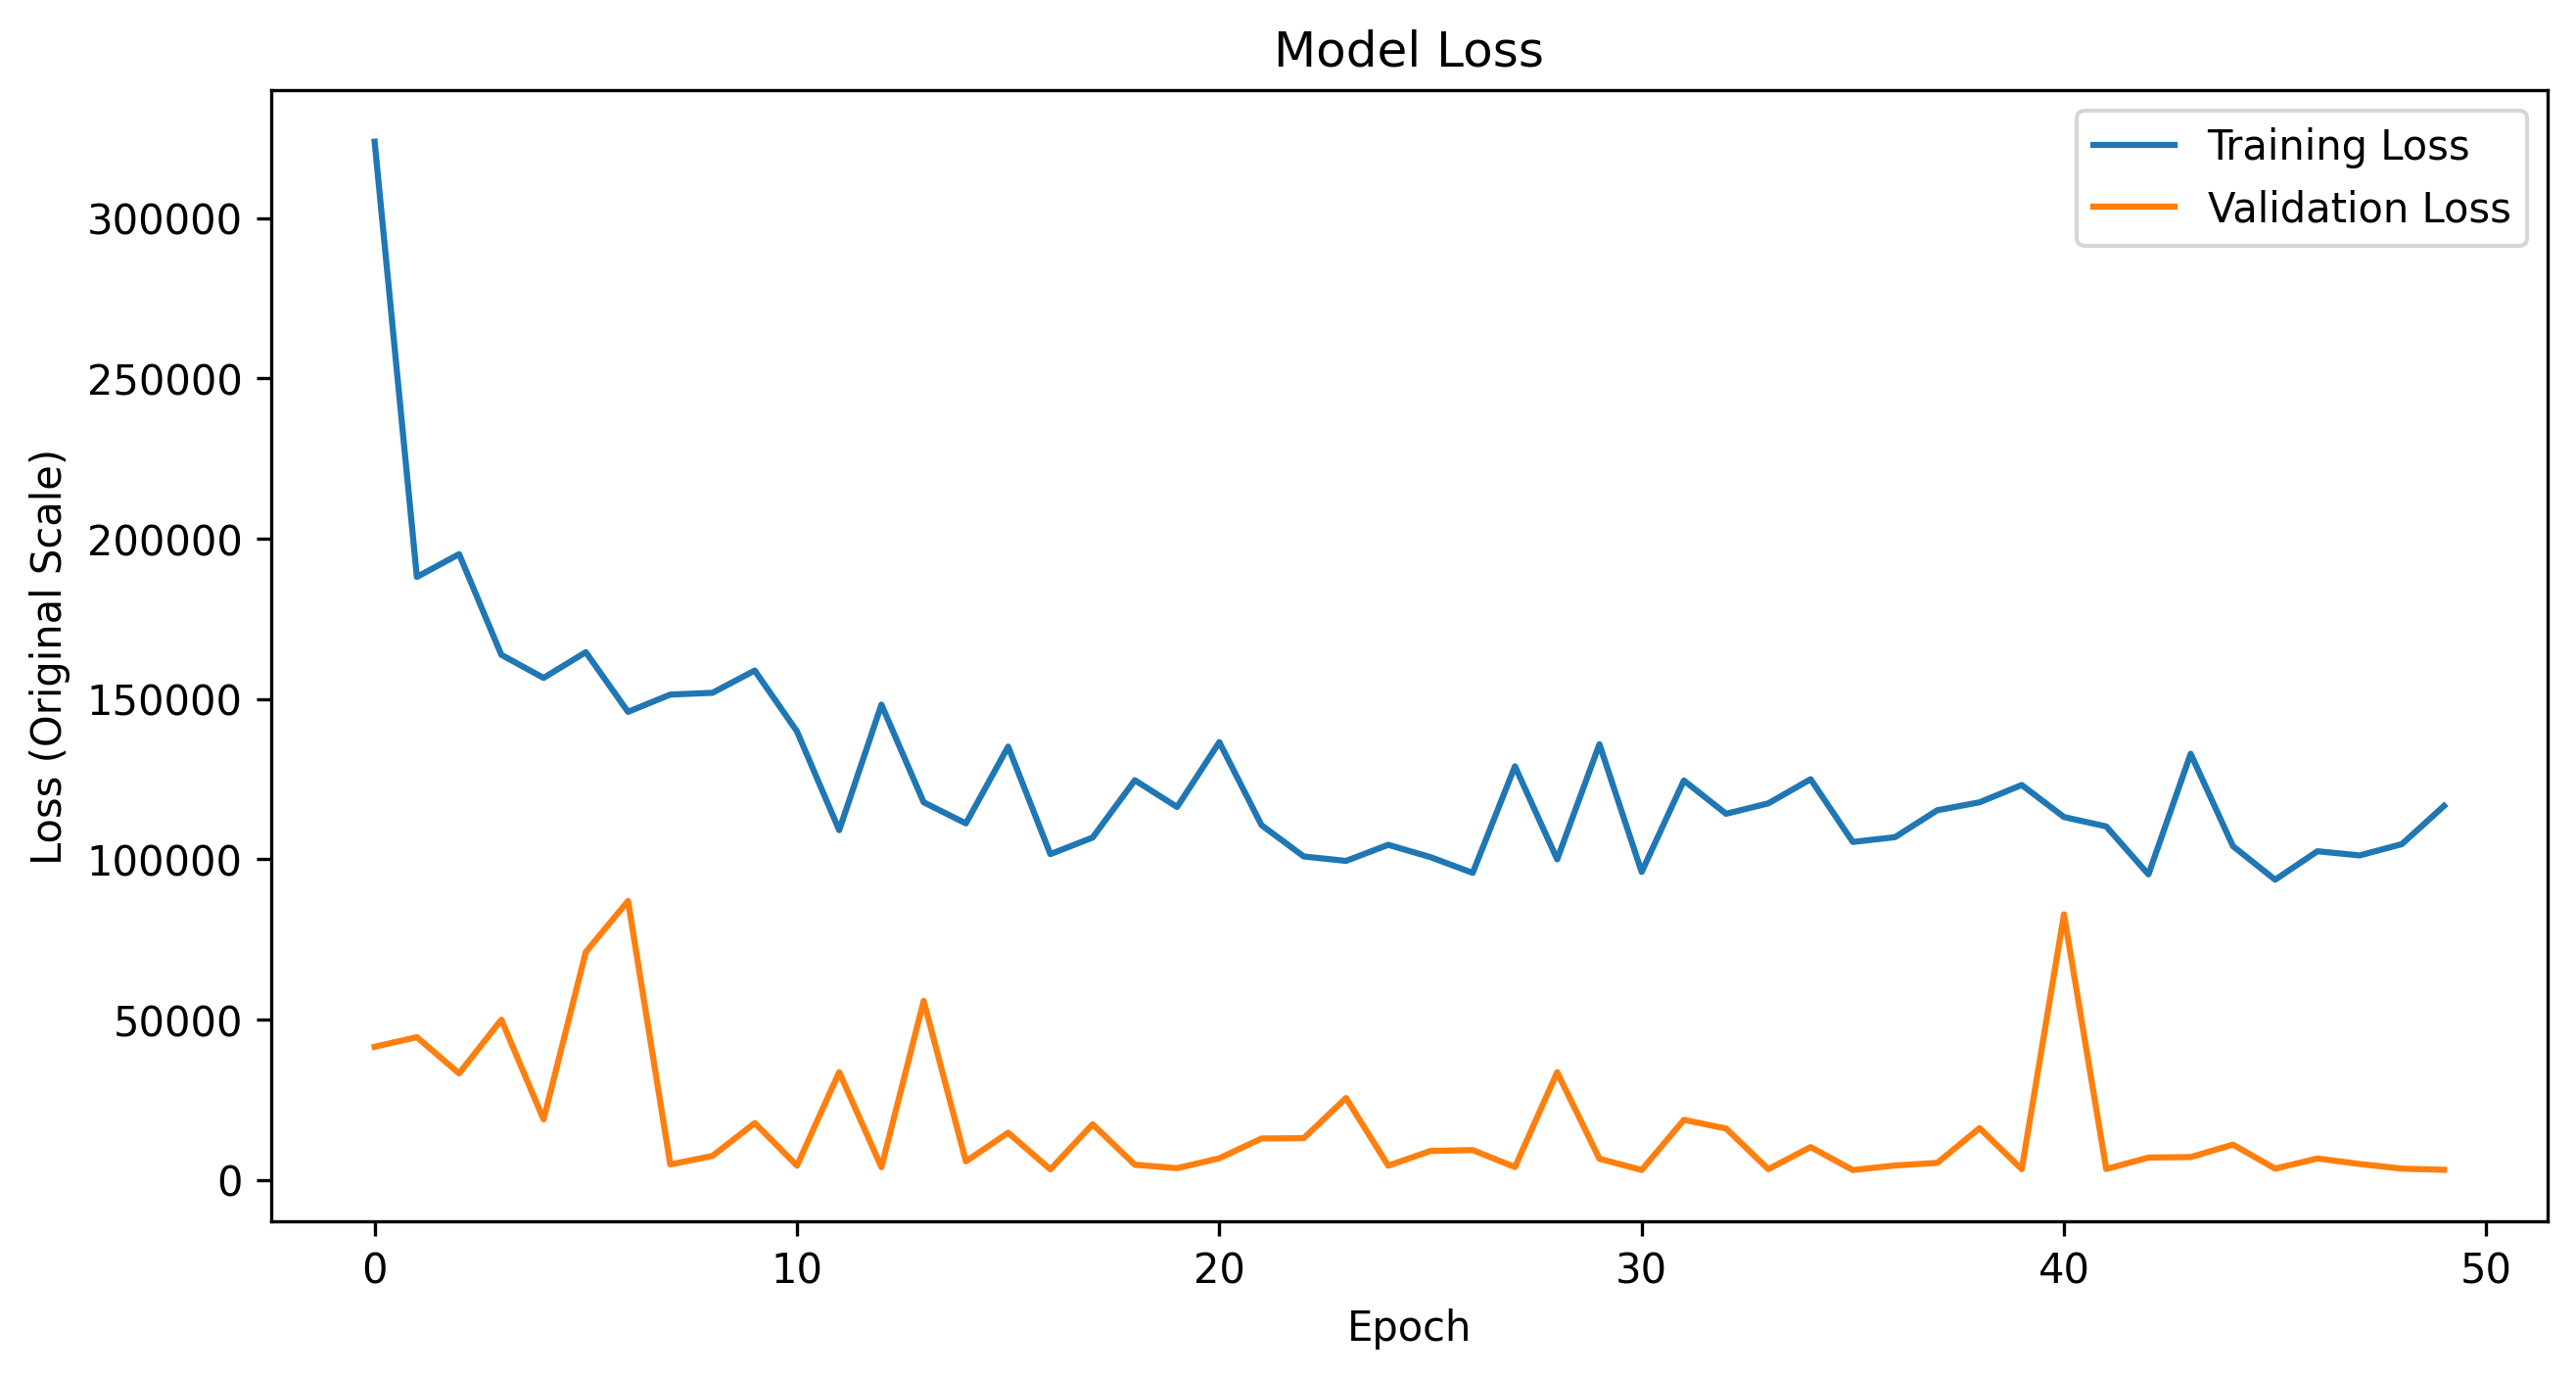 Model Loss
Training Loss
Validation Loss
Loss (Original Scale)
300000
250000
200000
150000
100000
50000
0
0 10 20 30 40 50
Epoch